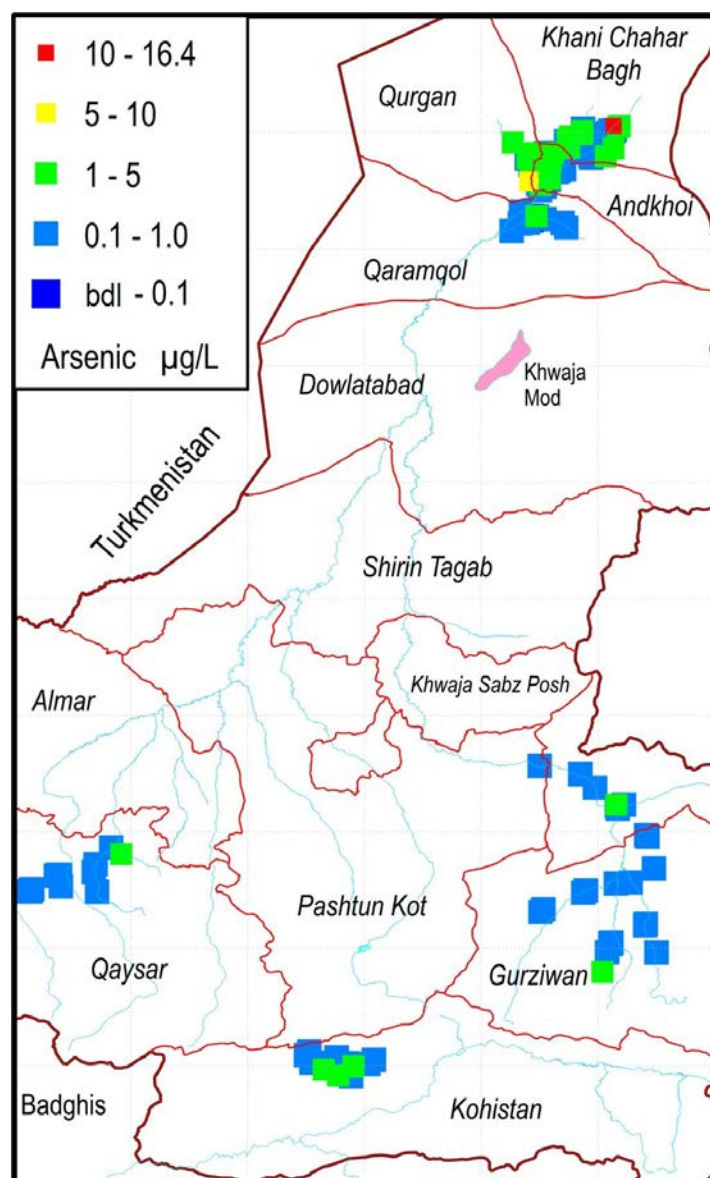 10 - 16.4
5 - 10
1 - 5
0.1 - 1.0
bdl - 0.1
Arsenic µg/L
Khani Chahar
Bagh
Qurgan
Andkhoi
Qaramqol
Dowlatabad
Khwaja
Mod
Turkmenistan
Shirin Tagab
Khwaja Sabz Posh
Almar
Pashtun Kot
Qaysar
Gurziwan
Badghis
Kohistan